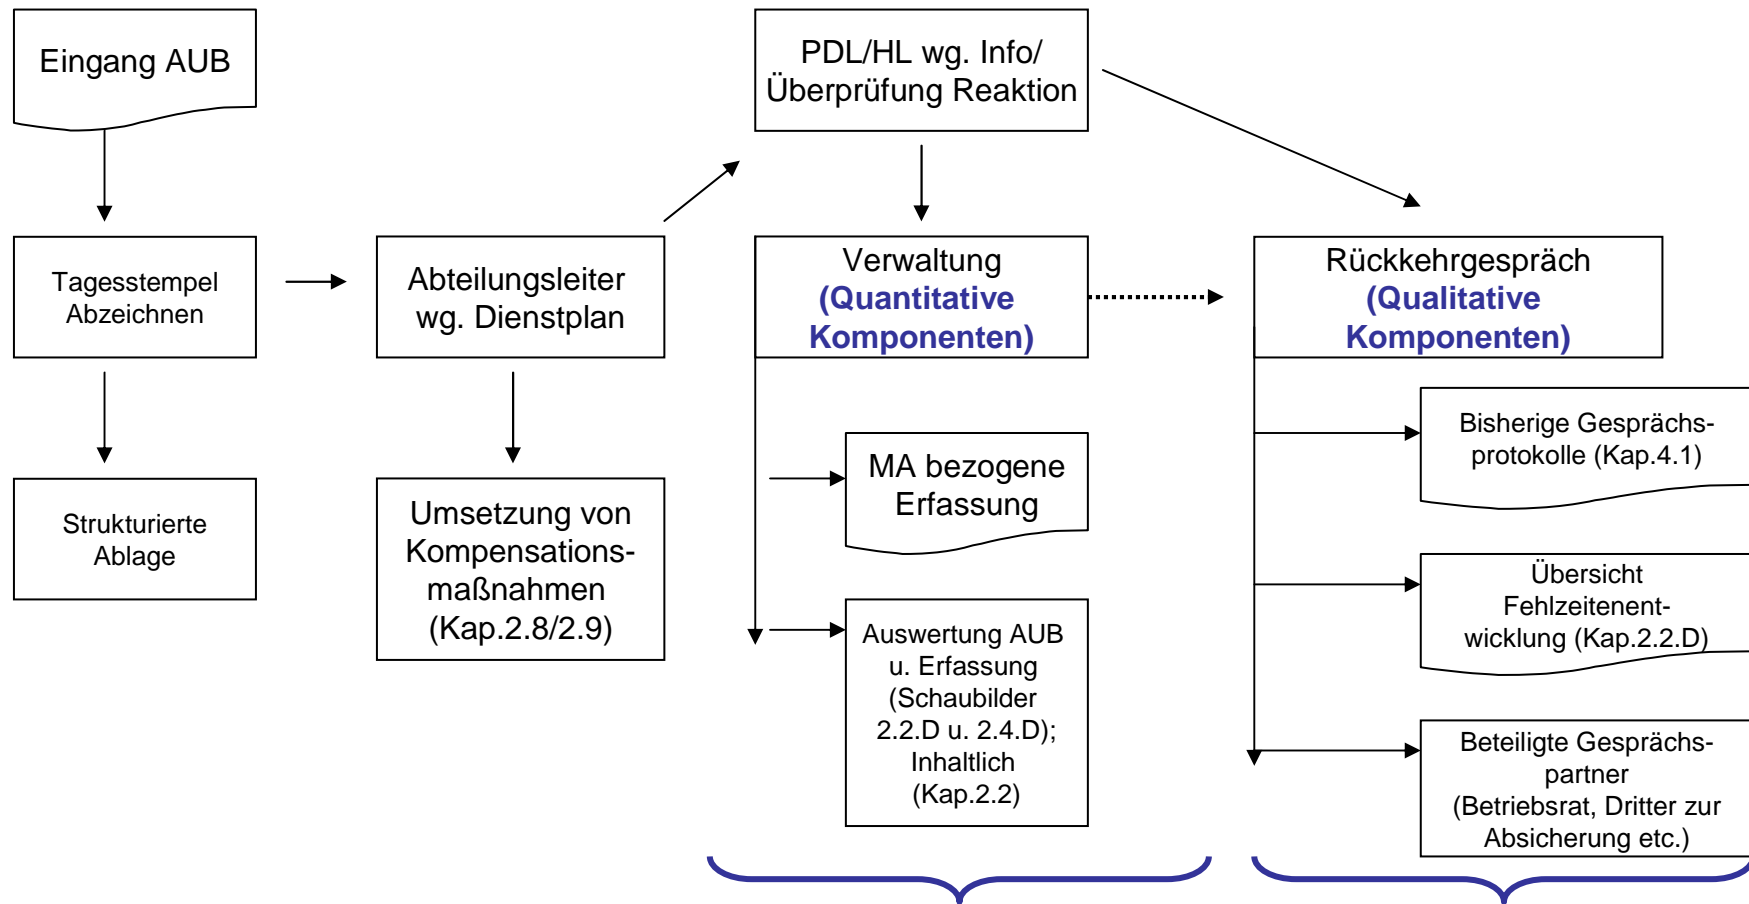 Eingang AUB
PDL/HL wg. Info/
Überprüfung Reaktion
Tagesstempel
Abzeichnen
Abteilungsleiter
wg. Dienstplan
Verwaltung
(Quantitative
Komponenten)
Rückkehrgespräch
(Qualitative
Komponenten)
Strukturierte
Ablage
Umsetzung von
Kompensations-
maßnahmen
(Kap.2.8/2.9)
MA bezogene
Erfassung
Auswertung AUB
u. Erfassung
(Schaubilder
2.2.D u. 2.4.D);
Inhaltlich
(Kap.2.2)
Bisherige Gesprächs-
protokolle (Kap.4.1)
Übersicht
Fehlzeitenent-
wicklung (Kap.2.2.D)
Beteiligte Gesprächs-
partner
(Betriebsrat, Dritter zur
Absicherung etc.)